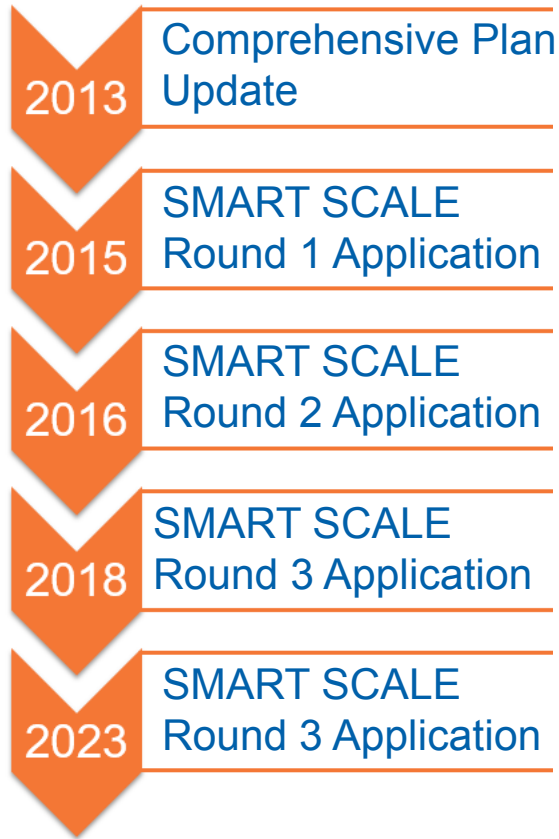 2013
Comprehensive Plan
Update
2015
SMART SCALE
Round 1 Application
2016
SMART SCALE
Round 2 Application
2018
SMART SCALE
Round 3 Application
2023
SMART SCALE
Round 3 Application